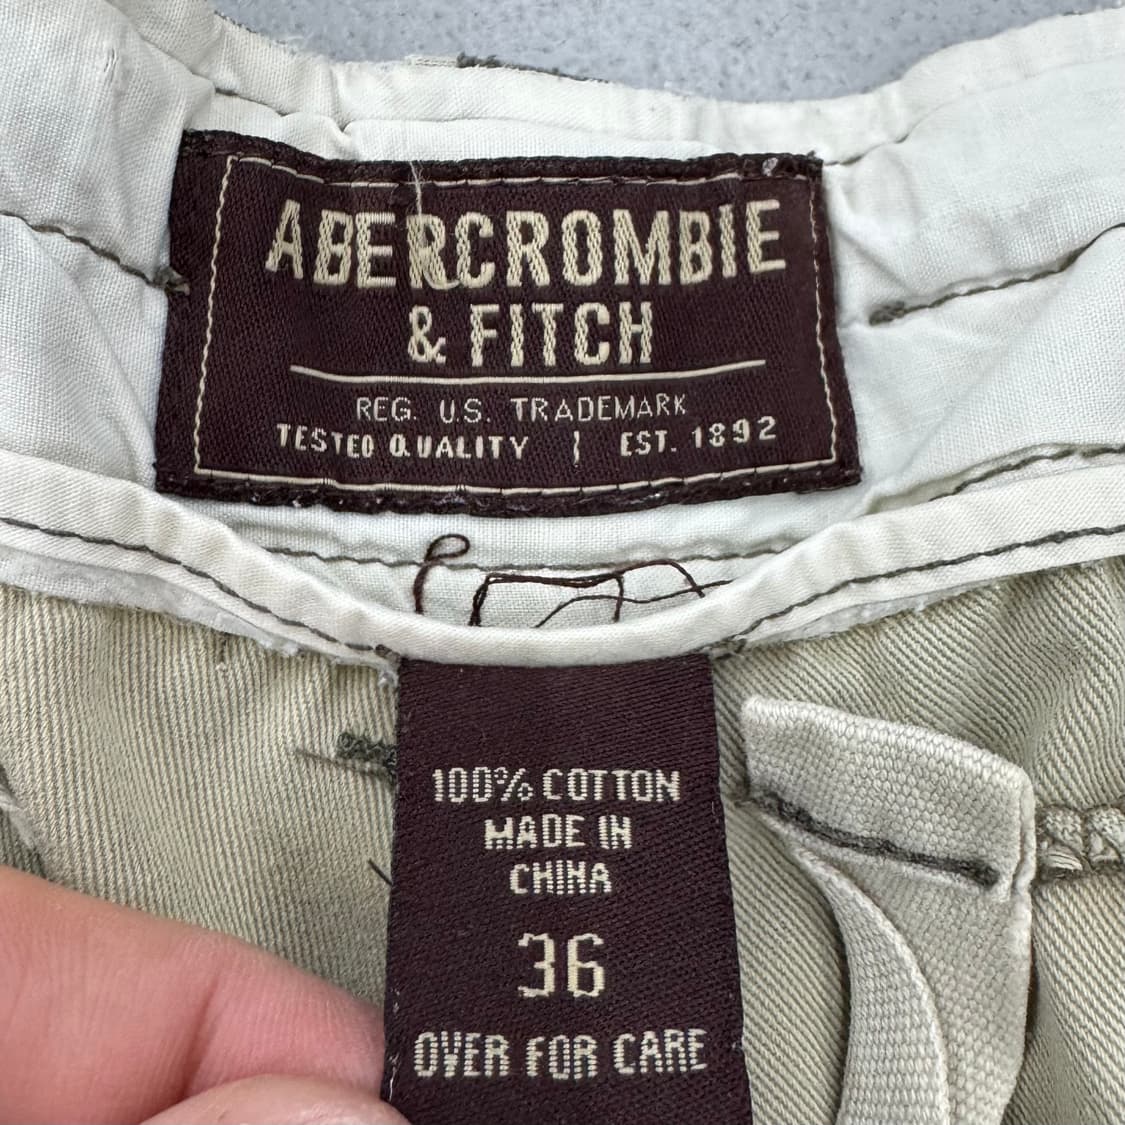 ABERCROMBIE
& FITCH
REG. U.S. TRADEMARK
TESTED QUALITY | EST. 1892
100% COTTON
MADE IN
CHINA
36
OVER FOR CARE